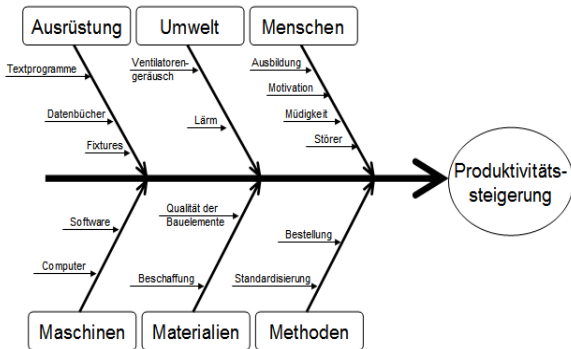 Ausrüstung
Umwelt
Menschen
Textprogramme
Datenbücher
Fixtures
Ventilatoren-
geräusch
Lärm
Ausbildung
Motivation
Müdigkeit
Störer
Produktivitäts-
steigerung
Software
Computer
Qualität der
Bauelemente
Beschaffung
Bestellung
Standardisierung
Maschinen
Materialien
Methoden